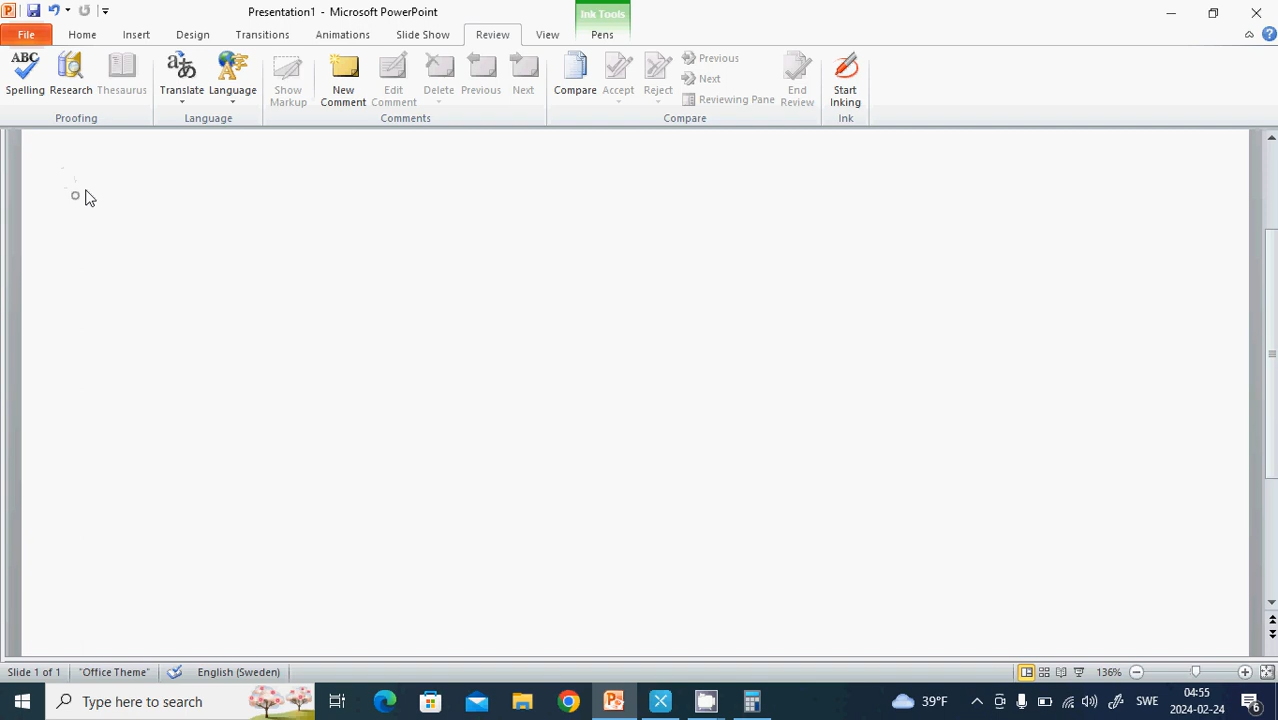 Presentation1 - Microsoft PowerPoint
Ink Tools
File Home Insert Design Transitions Animations Slide Show Review View Pens
ABC
Spelling Research Thesaurus Translate Language Show Markup New Comment Edit Comment Delete Previous Next Compare Accept Reject Previous Next Reviewing Pane End Review Start Inking
Proofing Language Comments Compare Ink
Slide 1 of 1 "Office Theme" English (Sweden) 136%
Type here to search 39°F SWE 04:55 2024-02-24 6